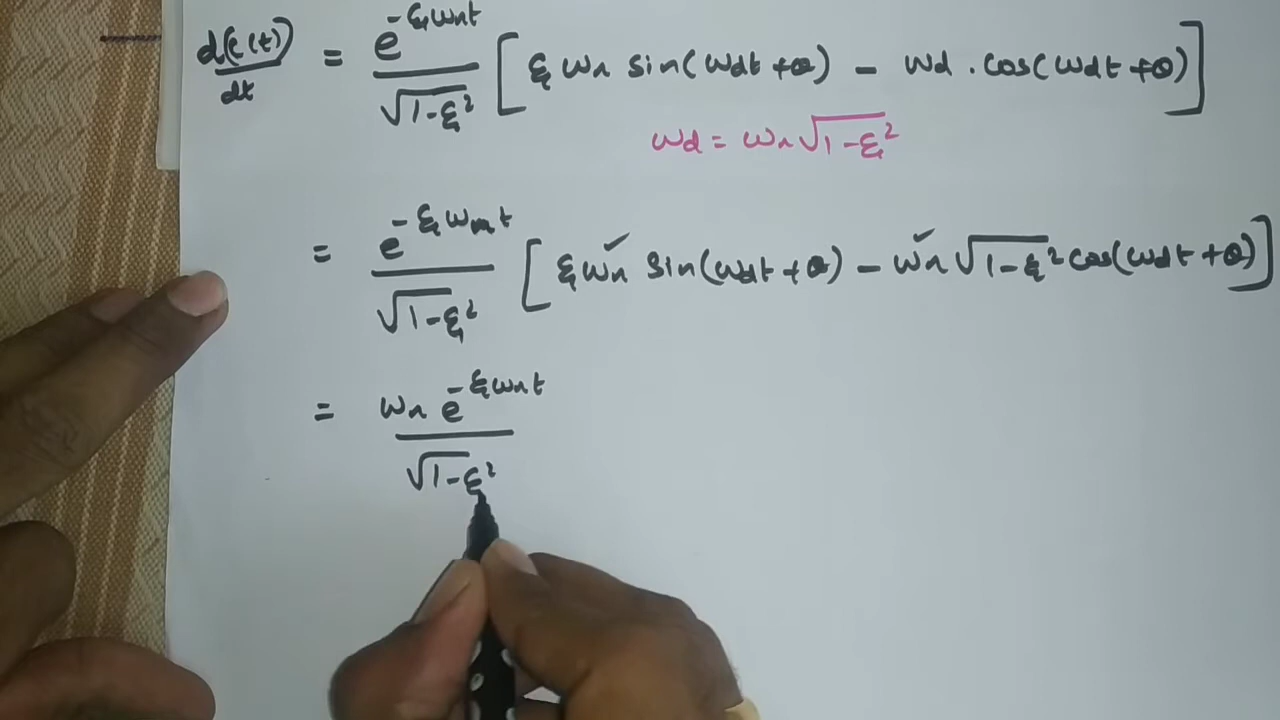 d(c(t))/dt = e^{-ξωnt}/√(1-ξ²) [ξ ωn sin(ωdt+θ) - ωd . cos(ωdt+θ)]
ωd = ωn√(1-ξ²)
= e^{-ξωnt}/√(1-ξ²) [ξωn ✓ sin(ωdt+θ) - ωn ✓ √(1-ξ²) cos(ωdt+θ)]
= ωn e^{-ξωnt}/√(1-ξ²)